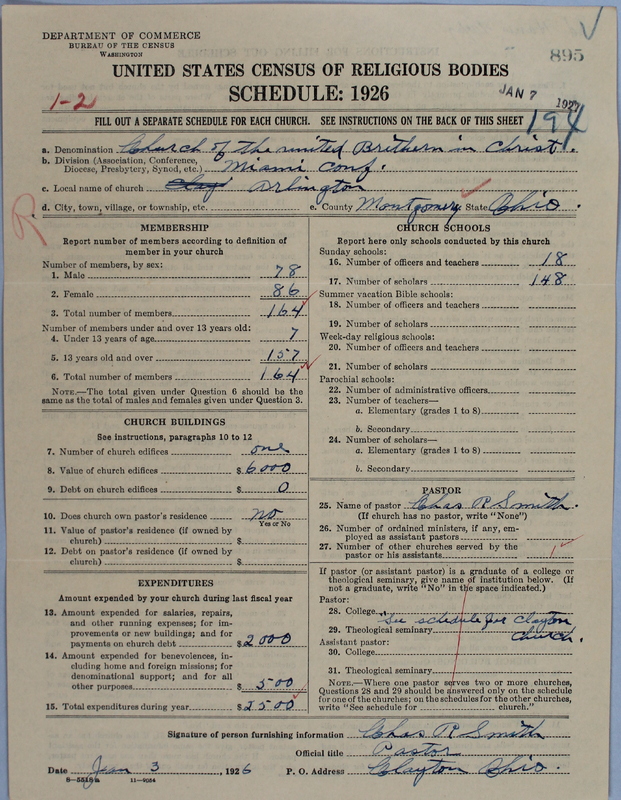 DEPARTMENT OF COMMERCE
BUREAU OF THE CENSUS
WASHINGTON
895
UNITED STATES CENSUS OF RELIGIOUS BODIES
SCHEDULE: 1926
1-2
JAN 7 1927
FILL OUT A SEPARATE SCHEDULE FOR EACH CHURCH. SEE INSTRUCTIONS ON THE BACK OF THIS SHEET
194
a. Denomination Church of the united Brithern in Christ.
b. Division (Association, Conference, Diocese, Presbytery, Synod, etc.) Miami Conf.
c. Local name of church Clay Arlington
d. City, town, village, or township, etc. e. County Montgomery State Ohio.
MEMBERSHIP
Report number of members according to definition of
member in your church
Number of members, by sex:
1. Male 78
2. Female 86
3. Total number of members 164
Number of members under and over 13 years old:
4. Under 13 years of age 7
5. 13 years old and over 157
6. Total number of members 164
NOTE.—The total given under Question 6 should be
same as the total of males and females given under Question 3.
CHURCH BUILDINGS
See instructions, paragraphs 10 to 12
7. Number of church edifices one
8. Value of church edifices $6000
9. Debt on church edifices $ 0
10. Does church own pastor's residence no
Yes or No
11. Value of pastor's residence (if owned by
church) $
12. Debt on pastor's residence (if owned by
church) $
EXPENDITURES
Amount expended by your church during last fiscal year
13. Amount expended for salaries, repairs,
and other running expenses; for im-
provements or new buildings; and for
payments on church debt $2000
14. Amount expended for benevolences, in-
cluding home and foreign missions; for
denominational support; and for all
other purposes $500
15. Total expenditures during year $2500
CHURCH SCHOOLS
Report here only schools conducted by this church
Sunday schools:
16. Number of officers and teachers 18
17. Number of scholars 148
Summer vacation Bible schools:
18. Number of officers and teachers
19. Number of scholars
Week-day religious schools:
20. Number of officers and teachers
21. Number of scholars
Parochial schools:
22. Number of administrative officers
23. Number of teachers—
a. Elementary (grades 1 to 8)
b. Secondary
24. Number of scholars—
a. Elementary (grades 1 to 8)
b. Secondary
PASTOR
25. Name of pastor Chas R Smith.
(If church has no pastor, write "None")
26. Number of ordained ministers, if any, em-
ployed as assistant pastors
27. Number of other churches served by the
pastor or his assistants 1
If pastor (or assistant pastor) is a graduate of a college or
theological seminary, give name of institution below. (If
not a graduate, write "No" in the space indicated.)
Pastor:
28. College
See schedule for Clayton
29. Theological seminary church.
Assistant pastor:
30. College
31. Theological seminary
NOTE.—Where one pastor serves two or more churches,
Questions 28 and 29 should be answered only on the schedule
for one of the churches; on the schedules for the other churches,
write "See schedule for church."
Signature of person furnishing information Chas R Smith
Official title Pastor
Date Jan 3, 1926 P. O. Address Clayton Ohio.
8-5518a 11-9054